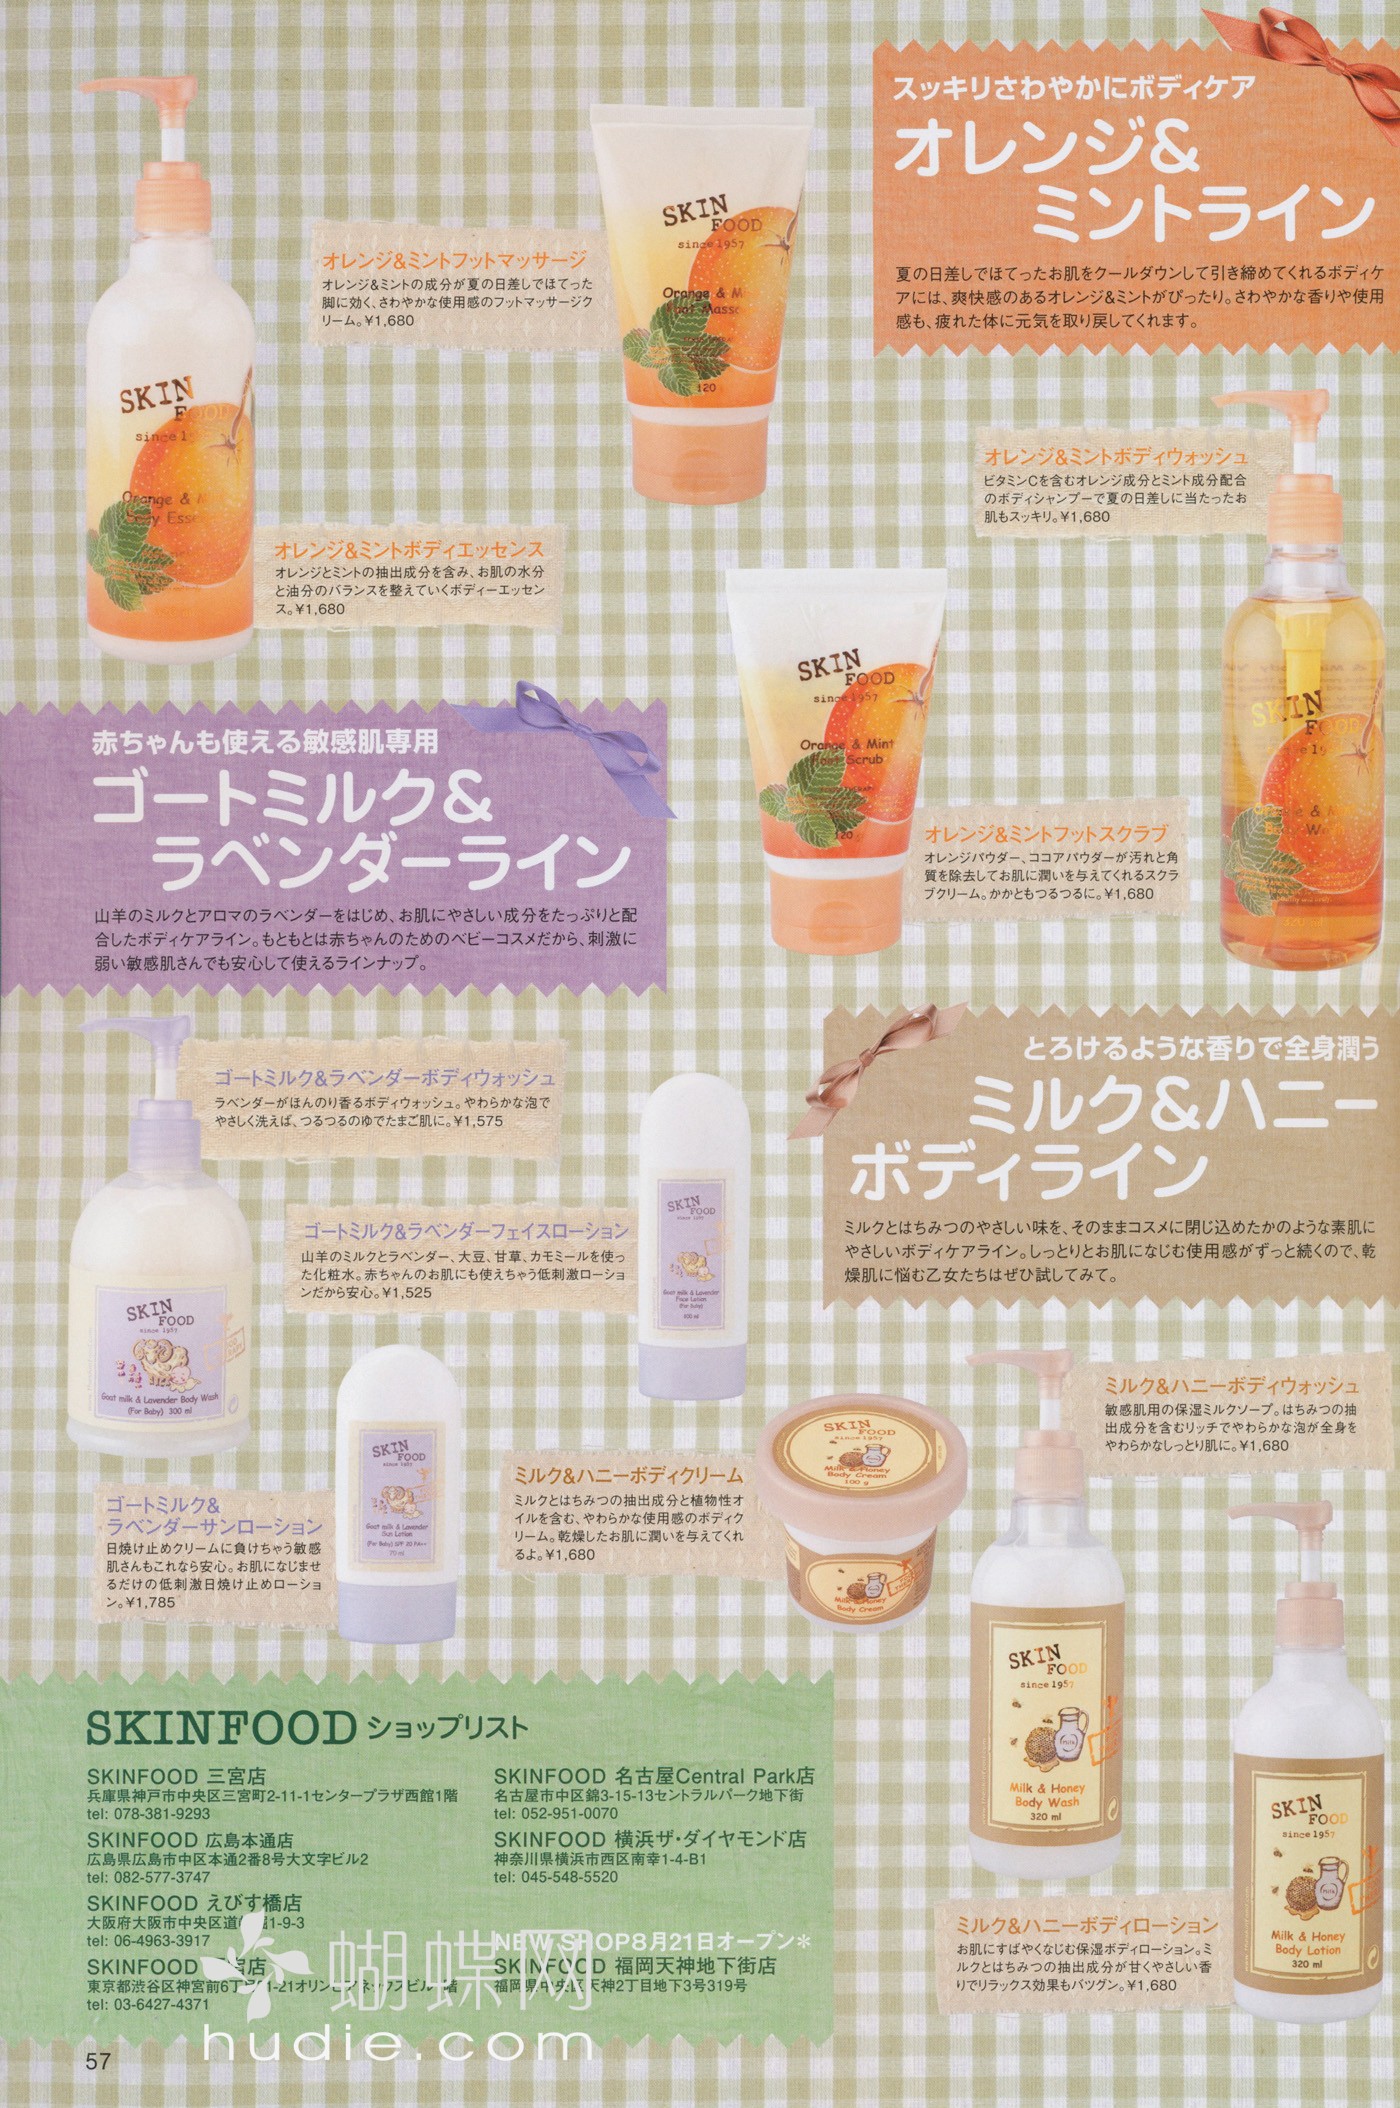 スッキリさわやかにボディケア
オレンジ&
ミントライン
夏の日差しでほてったお肌をクールダウンして引き締めてくれるボディケ
アには、爽快感のあるオレンジ&ミントがぴったり。さわやかな香りや使用
感も、疲れた体に元気を取り戻してくれます。
オレンジ&ミントフットマッサージ
オレンジ&ミントの成分が夏の日差しでほてった
脚に効く、さわやかな使用感のフットマッサージク
リーム。¥1,680
SKIN
FOOD
since 1957
Orange & M
120
SKIN
FOOD
since 1
Orange & M
オレンジ&ミントボディエッセンス
オレンジとミントの抽出成分を含み、お肌の水分
と油分のバランスを整えていくボディーエッセン
ス。¥1,680
オレンジ&ミントボディウォッシュ
ビタミンCを含むオレンジ成分とミント成分配合
のボディシャンプーで夏の日差しに当たったお
肌もスッキリ。¥1,680
SKIN
FOOD
SKIN
FOOD
since 1957
Orange & Mint
Foot Scrub
120
オレンジ&ミントフットスクラブ
オレンジパウダー、ココアパウダーが汚れと角
質を除去してお肌に潤いを与えてくれるスクラ
ブクリーム。かかともつるつるに。¥1,680
赤ちゃんも使える敏感肌専用
ゴートミルク&
ラベンダーライン
山羊のミルクとアロマのラベンダーをはじめ、お肌にやさしい成分をたっぷりと配
合したボディケアライン。もともとは赤ちゃんのためのベビーコスメだから、刺激に
弱い敏感肌さんでも安心して使えるラインナップ。
ゴートミルク&ラベンダーボディウォッシュ
ラベンダーがほんのり香るボディウォッシュ。やわらかな泡で
やさしく洗えば、つるつるのゆでたまご肌に。¥1,575
SKIN
FOOD
since 1957
Goat milk & Lavender Body Wash
(For Baby) 300 ml
ゴートミルク&ラベンダーフェイスローション
山羊のミルクとラベンダー、大豆、甘草、カモミールを使っ
た化粧水。赤ちゃんのお肌にも使えちゃう低刺激ローショ
ンだから安心。¥1,525
SKIN
FOOD
since 1957
Goat milk & Lavender
Face Lotion
(For Baby)
ゴートミルク&
ラベンダーサンローション
日焼け止めクリームに負けちゃう敏感
肌さんもこれなら安心。お肌になじませ
るだけの低刺激日焼け止めローショ
ン。¥1,785
SKIN
FOOD
since 1957
Goat milk & Lavender
Sun Lotion
(For Baby) SPF 20 PA++
70 ml
とろけるような香りで全身潤う
ミルク&ハニー
ボディライン
ミルクとはちみつのやさしい味を、そのままコスメに閉じ込めたかのような素肌に
やさしいボディケアライン。しっとりとお肌になじむ使用感がずっと続くので、乾
燥肌に悩む乙女たちはぜひ試してみて。
ミルク&ハニーボディウォッシュ
敏感肌用の保湿ミルクソープ。はちみつの抽
出成分を含むリッチでやわらかな泡が全身を
やわらかなしっとり肌に。¥1,680
ミルク&ハニーボディクリーム
ミルクとはちみつの抽出成分と植物性オ
イルを含む、やわらかな使用感のボディク
リーム。乾燥したお肌に潤いを与えてくれ
るよ。¥1,680
SKIN
FOOD
since 1957
Milk & Honey
Body Cream
100 g
Milk & Honey
Body Cream
SKIN
FOOD
since 1957
Milk & Honey
Body Wash
320 ml
SKIN
FOOD
since 1957
Milk & Honey
Body Lotion
320 ml
ミルク&ハニーボディローション
お肌にすばやくなじむ保湿ボディローション。ミ
ルクとはちみつの抽出成分が甘くやさしい香
りでリラックス効果もバツグン。¥1,680
SKINFOOD ショップリスト
SKINFOOD 三宮店
兵庫県神戸市中央区三宮町2-11-1センタープラザ西館1階
tel: 078-381-9293
SKINFOOD 広島本通店
広島県広島市中区本通2番8号大文字ビル2
tel: 082-577-3747
SKINFOOD えびす橋店
大阪府大阪市中央区道 堀1-9-3
tel: 06-4963-3917
店
東京都渋谷区神宮前6丁 -21オリンピアネックスビル 階
tel: 03-6427-4371
SKINFOOD 名古屋Central Park店
名古屋市中区錦3-15-13セントラルパーク地下街
tel: 052-951-0070
SKINFOOD 横浜ザ・ダイヤモンド店
神奈川県横浜市西区南幸1-4-B1
tel: 045-548-5520
NEW SHOP8月21日オープン*
SKINFOOD 福岡天神地下街店
福岡県中央区天神2丁目地下3号319号
蝴蝶网
hudie.com
57